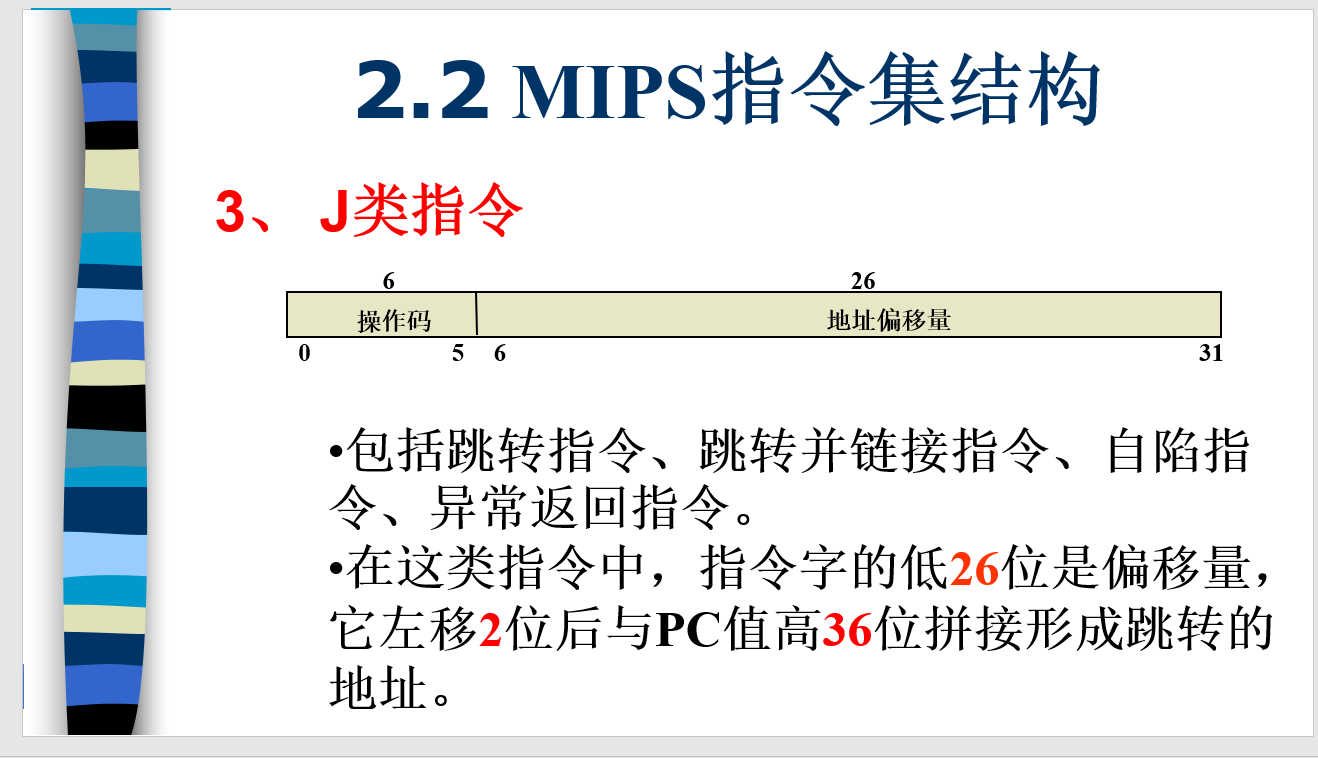 2.2 MIPS指令集结构
3、 J类指令
6 26
操作码 地址偏移量
0 5 6 31
•包括跳转指令、跳转并链接指令、自陷指
令、异常返回指令。
•在这类指令中，指令字的低26位是偏移量，
它左移2位后与PC值高36位拼接形成跳转的
地址。